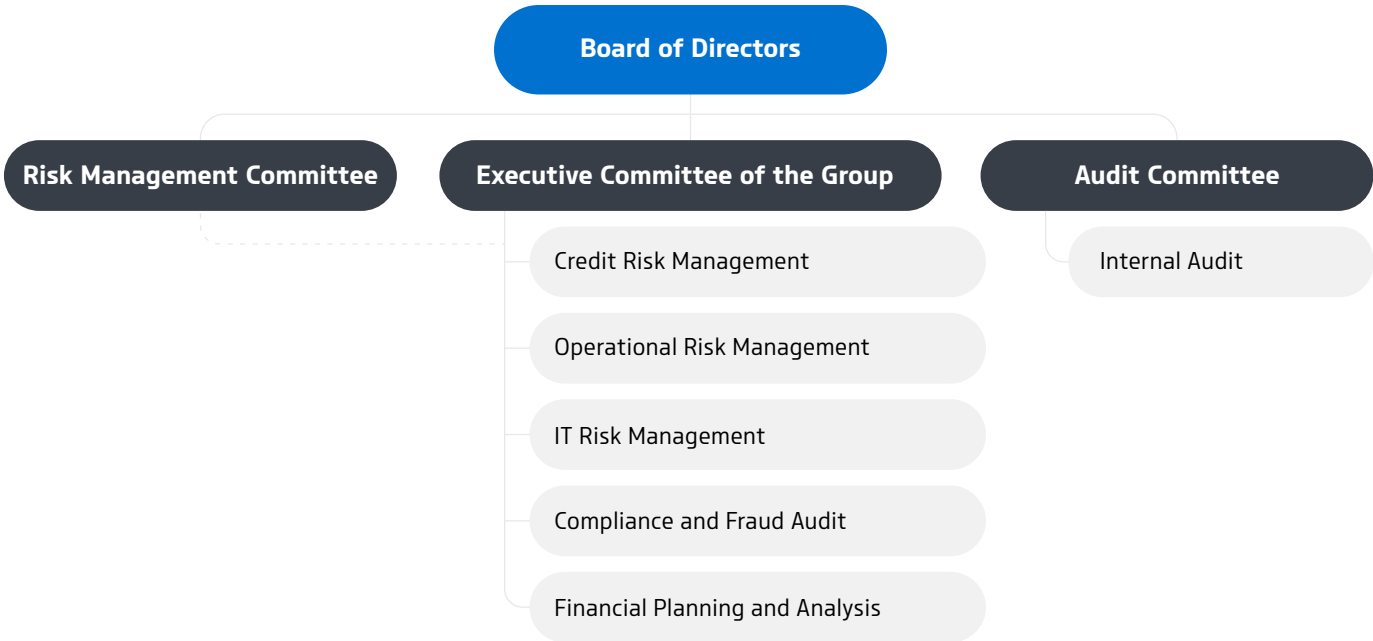 Board of Directors
Risk Management Committee
Executive Committee of the Group
Audit Committee
Credit Risk Management
Internal Audit
Operational Risk Management
IT Risk Management
Compliance and Fraud Audit
Financial Planning and Analysis